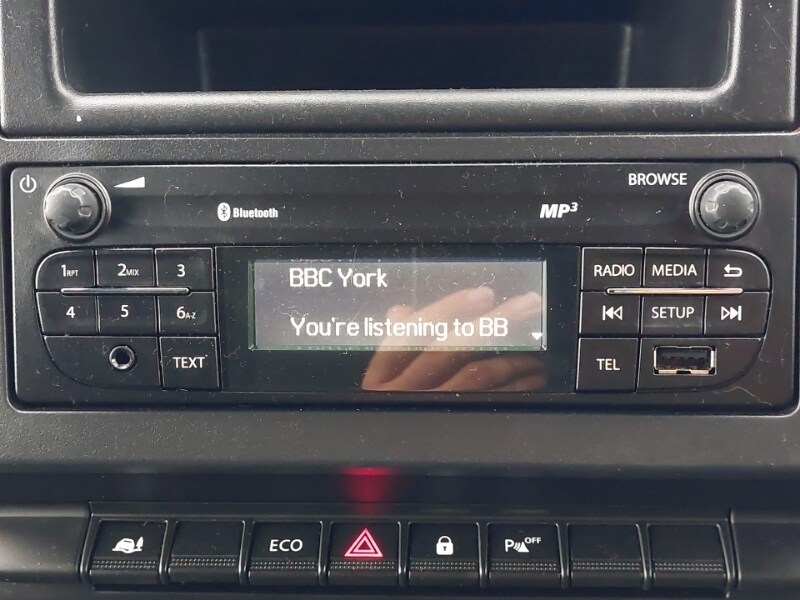 BROWSE
Bluetooth
MP3
1RPT 2MIX 3
RADIO MEDIA
BBC York
4 5 6A-Z
SETUP
You're listening to BB
TEXT
TEL
ECO
P OFF